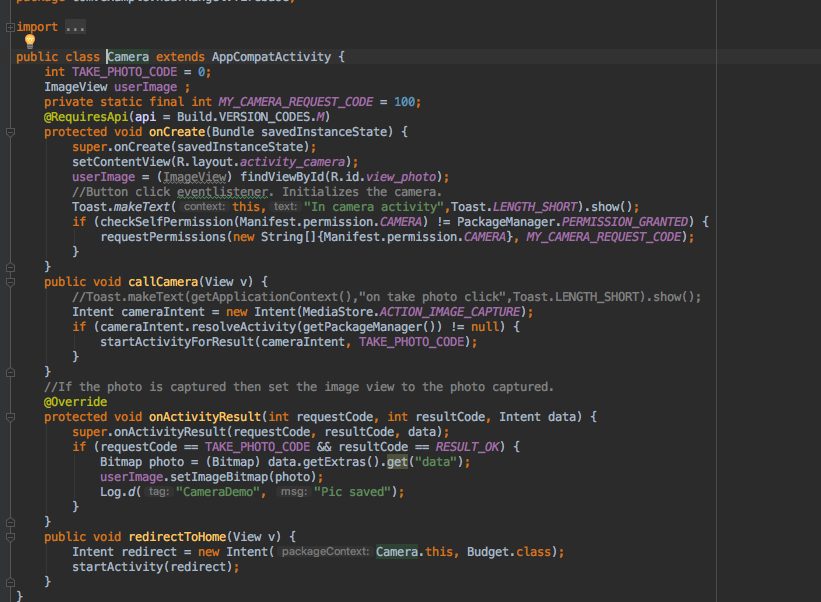 import ...
public class Camera extends AppCompatActivity {
int TAKE_PHOTO_CODE = 0;
ImageView userImage ;
private static final int MY_CAMERA_REQUEST_CODE = 100;
@RequiresApi(api = Build.VERSION_CODES.M)
protected void onCreate(Bundle savedInstanceState) {
super.onCreate(savedInstanceState);
setContentView(R.layout.activity_camera);
userImage = (ImageView) findViewById(R.id.view_photo);
//Button click eventlistener. Initializes the camera.
Toast.makeText( context: this, text: "In camera activity",Toast.LENGTH_SHORT).show();
if (checkSelfPermission(Manifest.permission.CAMERA) != PackageManager.PERMISSION_GRANTED) {
requestPermissions(new String[]{Manifest.permission.CAMERA}, MY_CAMERA_REQUEST_CODE);
}
}
public void callCamera(View v) {
//Toast.makeText(getApplicationContext(),"on take photo click",Toast.LENGTH_SHORT).show();
Intent cameraIntent = new Intent(MediaStore.ACTION_IMAGE_CAPTURE);
if (cameraIntent.resolveActivity(getPackageManager()) != null) {
startActivityForResult(cameraIntent, TAKE_PHOTO_CODE);
}
}
//If the photo is captured then set the image view to the photo captured.
@Override
protected void onActivityResult(int requestCode, int resultCode, Intent data) {
super.onActivityResult(requestCode, resultCode, data);
if (requestCode == TAKE_PHOTO_CODE && resultCode == RESULT_OK) {
Bitmap photo = (Bitmap) data.getExtras().get("data");
userImage.setImageBitmap(photo);
Log.d( tag: "CameraDemo", msg: "Pic saved");
}
}
public void redirectToHome(View v) {
Intent redirect = new Intent( packageContext: Camera.this, Budget.class);
startActivity(redirect);
}
}